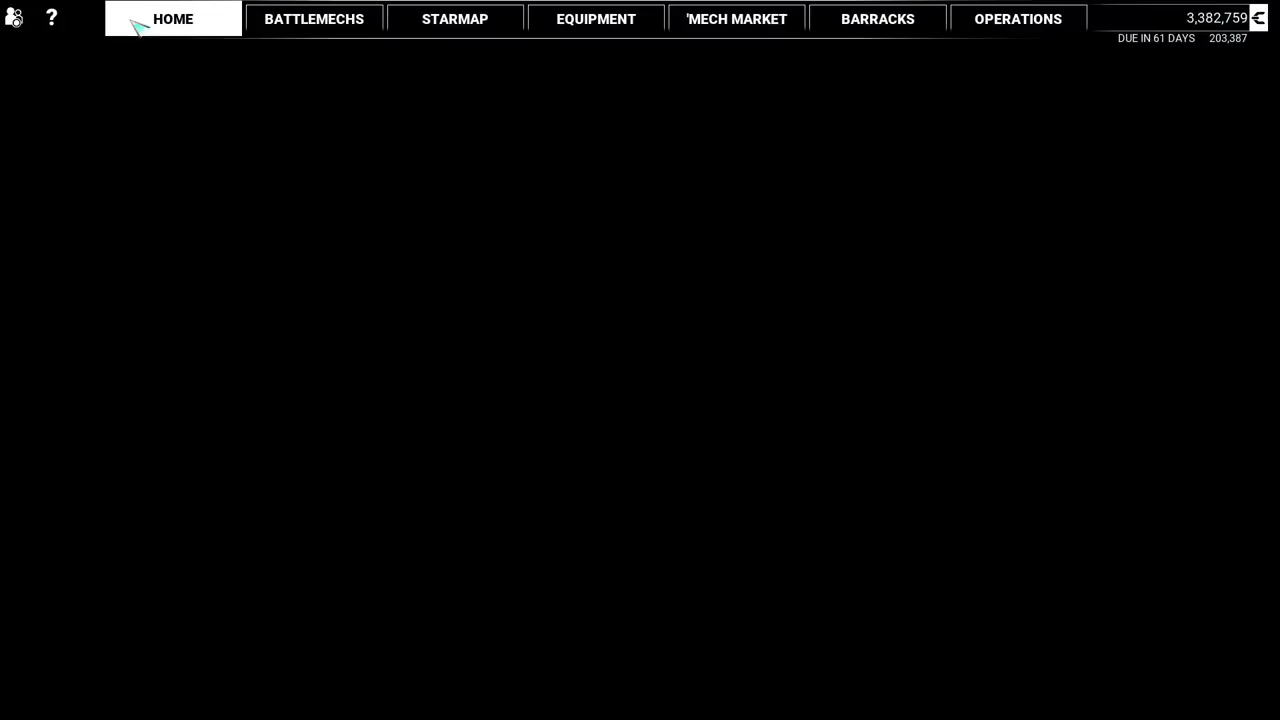 ? HOME BATTLEMECHS STARMAP EQUIPMENT 'MECH MARKET BARRACKS OPERATIONS 3,382,759
DUE IN 61 DAYS 203,387